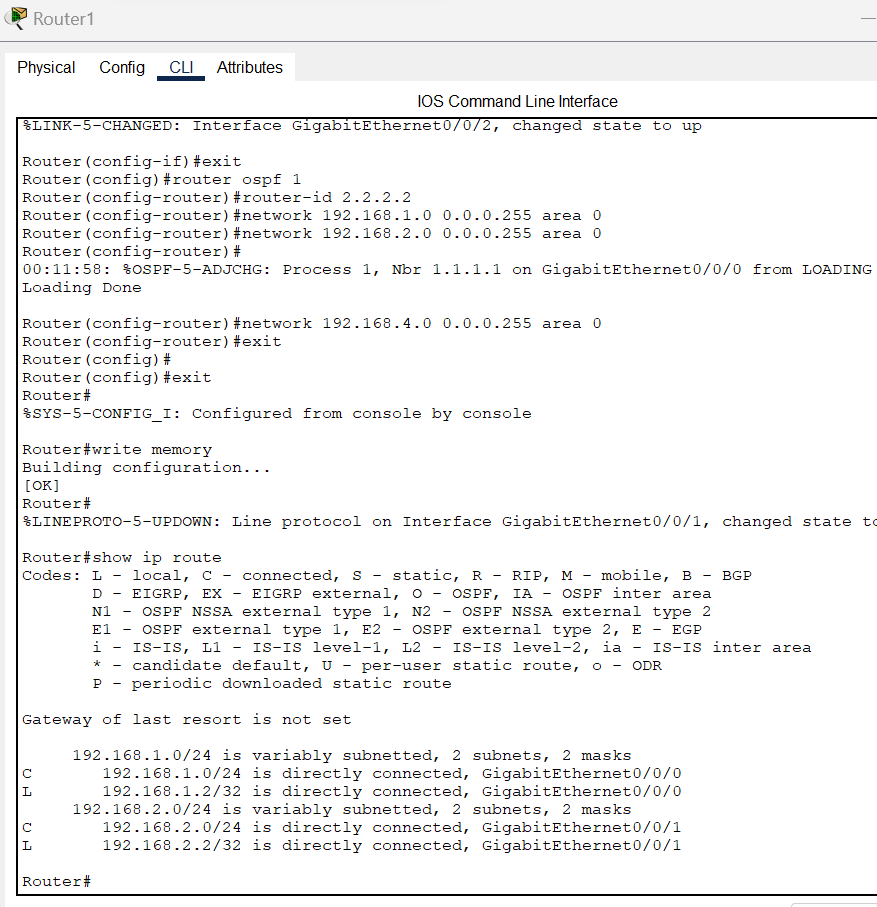 Router1
Physical Config CLI Attributes
IOS Command Line Interface
%LINK-5-CHANGED: Interface GigabitEthernet0/0/2, changed state to up
Router(config-if)#exit
Router(config)#router ospf 1
Router(config-router)#router-id 2.2.2.2
Router(config-router)#network 192.168.1.0 0.0.0.255 area 0
Router(config-router)#network 192.168.2.0 0.0.0.255 area 0
Router(config-router)#
00:11:58: %OSPF-5-ADJCHG: Process 1, Nbr 1.1.1.1 on GigabitEthernet0/0/0 from LOADING
Loading Done
Router(config-router)#network 192.168.4.0 0.0.0.255 area 0
Router(config-router)#exit
Router(config)#
Router(config)#exit
Router#
%SYS-5-CONFIG_I: Configured from console by console
Router#write memory
Building configuration...
[OK]
Router#
%LINEPROTO-5-UPDOWN: Line protocol on Interface GigabitEthernet0/0/1, changed state to
Router#show ip route
Codes: L - local, C - connected, S - static, R - RIP, M - mobile, B - BGP
D - EIGRP, EX - EIGRP external, O - OSPF, IA - OSPF inter area
N1 - OSPF NSSA external type 1, N2 - OSPF NSSA external type 2
E1 - OSPF external type 1, E2 - OSPF external type 2, E - EGP
i - IS-IS, L1 - IS-IS level-1, L2 - IS-IS level-2, ia - IS-IS inter area
* - candidate default, U - per-user static route, o - ODR
P - periodic downloaded static route
Gateway of last resort is not set
192.168.1.0/24 is variably subnetted, 2 subnets, 2 masks
C 192.168.1.0/24 is directly connected, GigabitEthernet0/0/0
L 192.168.1.2/32 is directly connected, GigabitEthernet0/0/0
192.168.2.0/24 is variably subnetted, 2 subnets, 2 masks
C 192.168.2.0/24 is directly connected, GigabitEthernet0/0/1
L 192.168.2.2/32 is directly connected, GigabitEthernet0/0/1
Router#